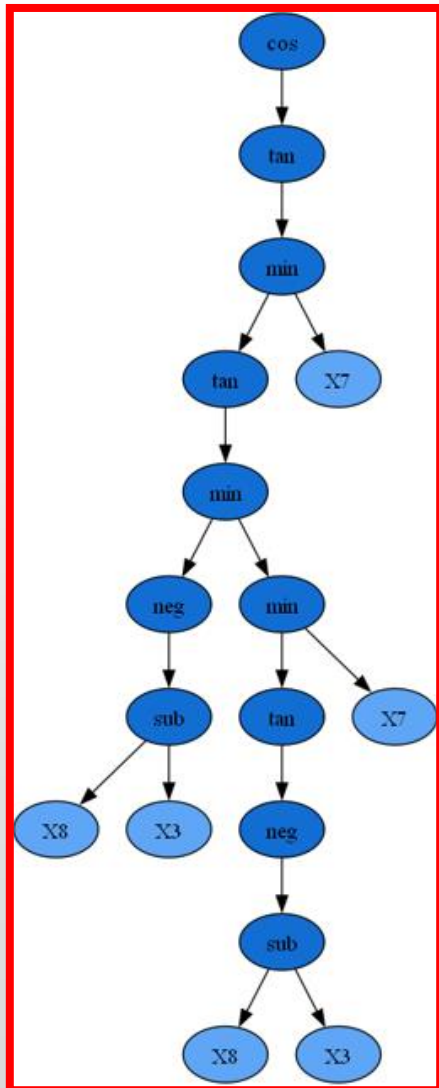 cos
tan
min
tan X7
min
neg min
sub tan X7
X8 X3 neg
sub
X8 X3